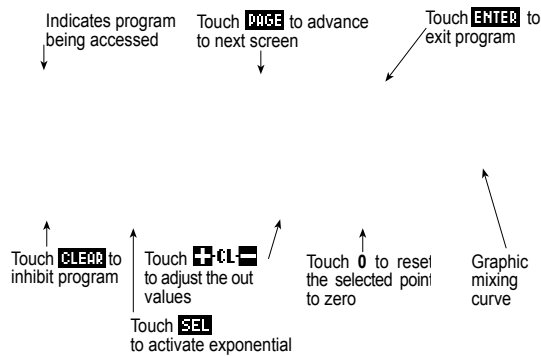 Indicates program
being accessed
Touch PAGE to advance
to next screen
Touch ENTER to
exit program
Touch CLEAR to
inhibit program
Touch +CL-
to adjust the out
values
Touch 0 to reset
the selected point
to zero
Graphic
mixing
curve
Touch SEL
to activate exponential